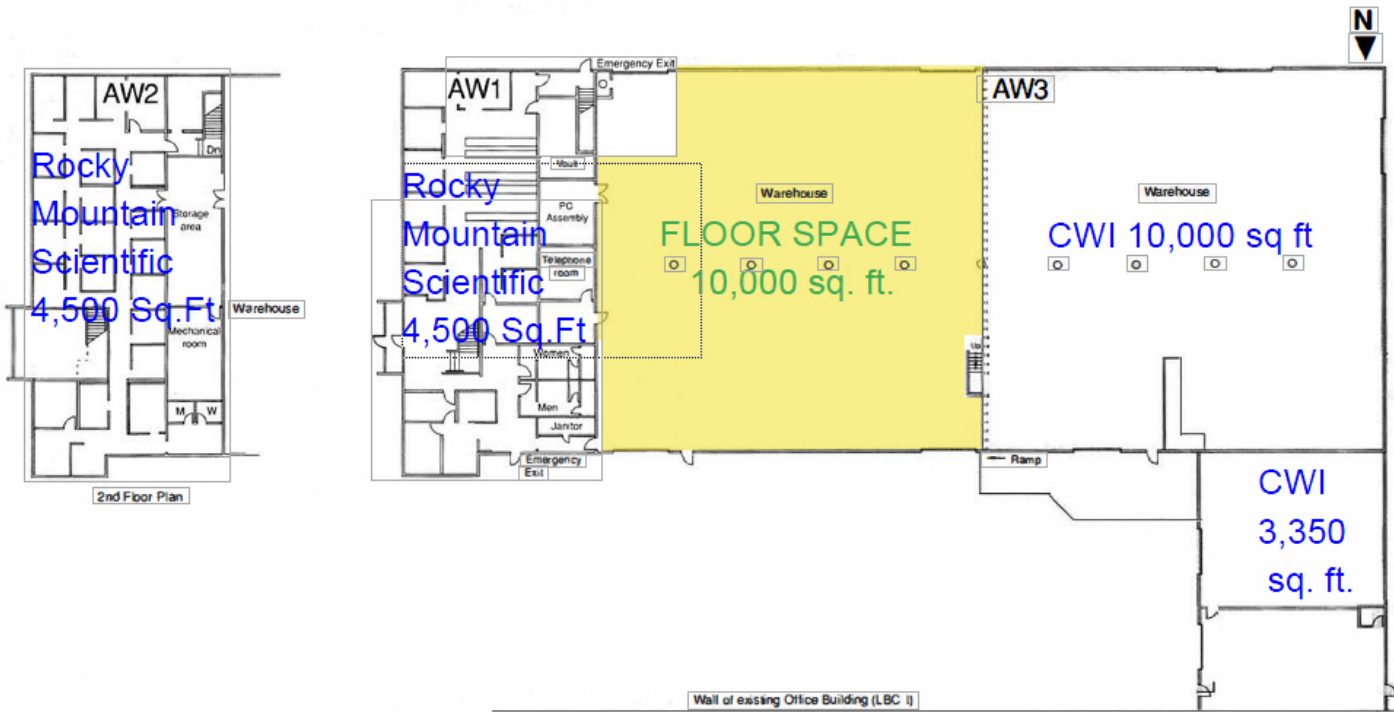 N
AW2
Dn
Rocky
Mountain
Scientific
4,500 Sq.Ft
Storage
area
Mechanical
room
M
W
Warehouse
2nd Floor Plan
AW1
Emergency Exit
Vault
Rocky
Mountain
Scientific
4,500 Sq.Ft
PC
Assembly
Telephone
room
Women
Men
Janitor
Emergency
Exit
Warehouse
FLOOR SPACE
10,000 sq. ft.
Up
AW3
Warehouse
CWI 10,000 sq ft
Ramp
CWI
3,350
sq. ft.
Wall of existing Office Building (LBC I)